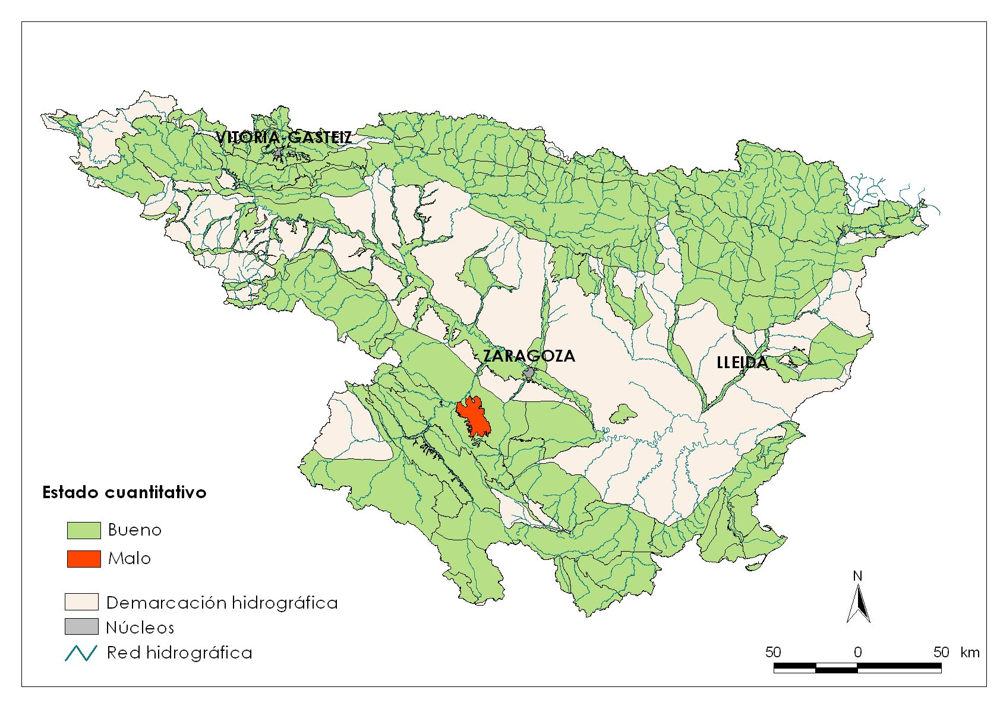 VITORIA-GASTEIZ
ZARAGOZA
LLEIDA
Estado cuantitativo
Bueno
Malo
Demarcación hidrográfica
Núcleos
Red hidrográfica
N
50 0 50 km